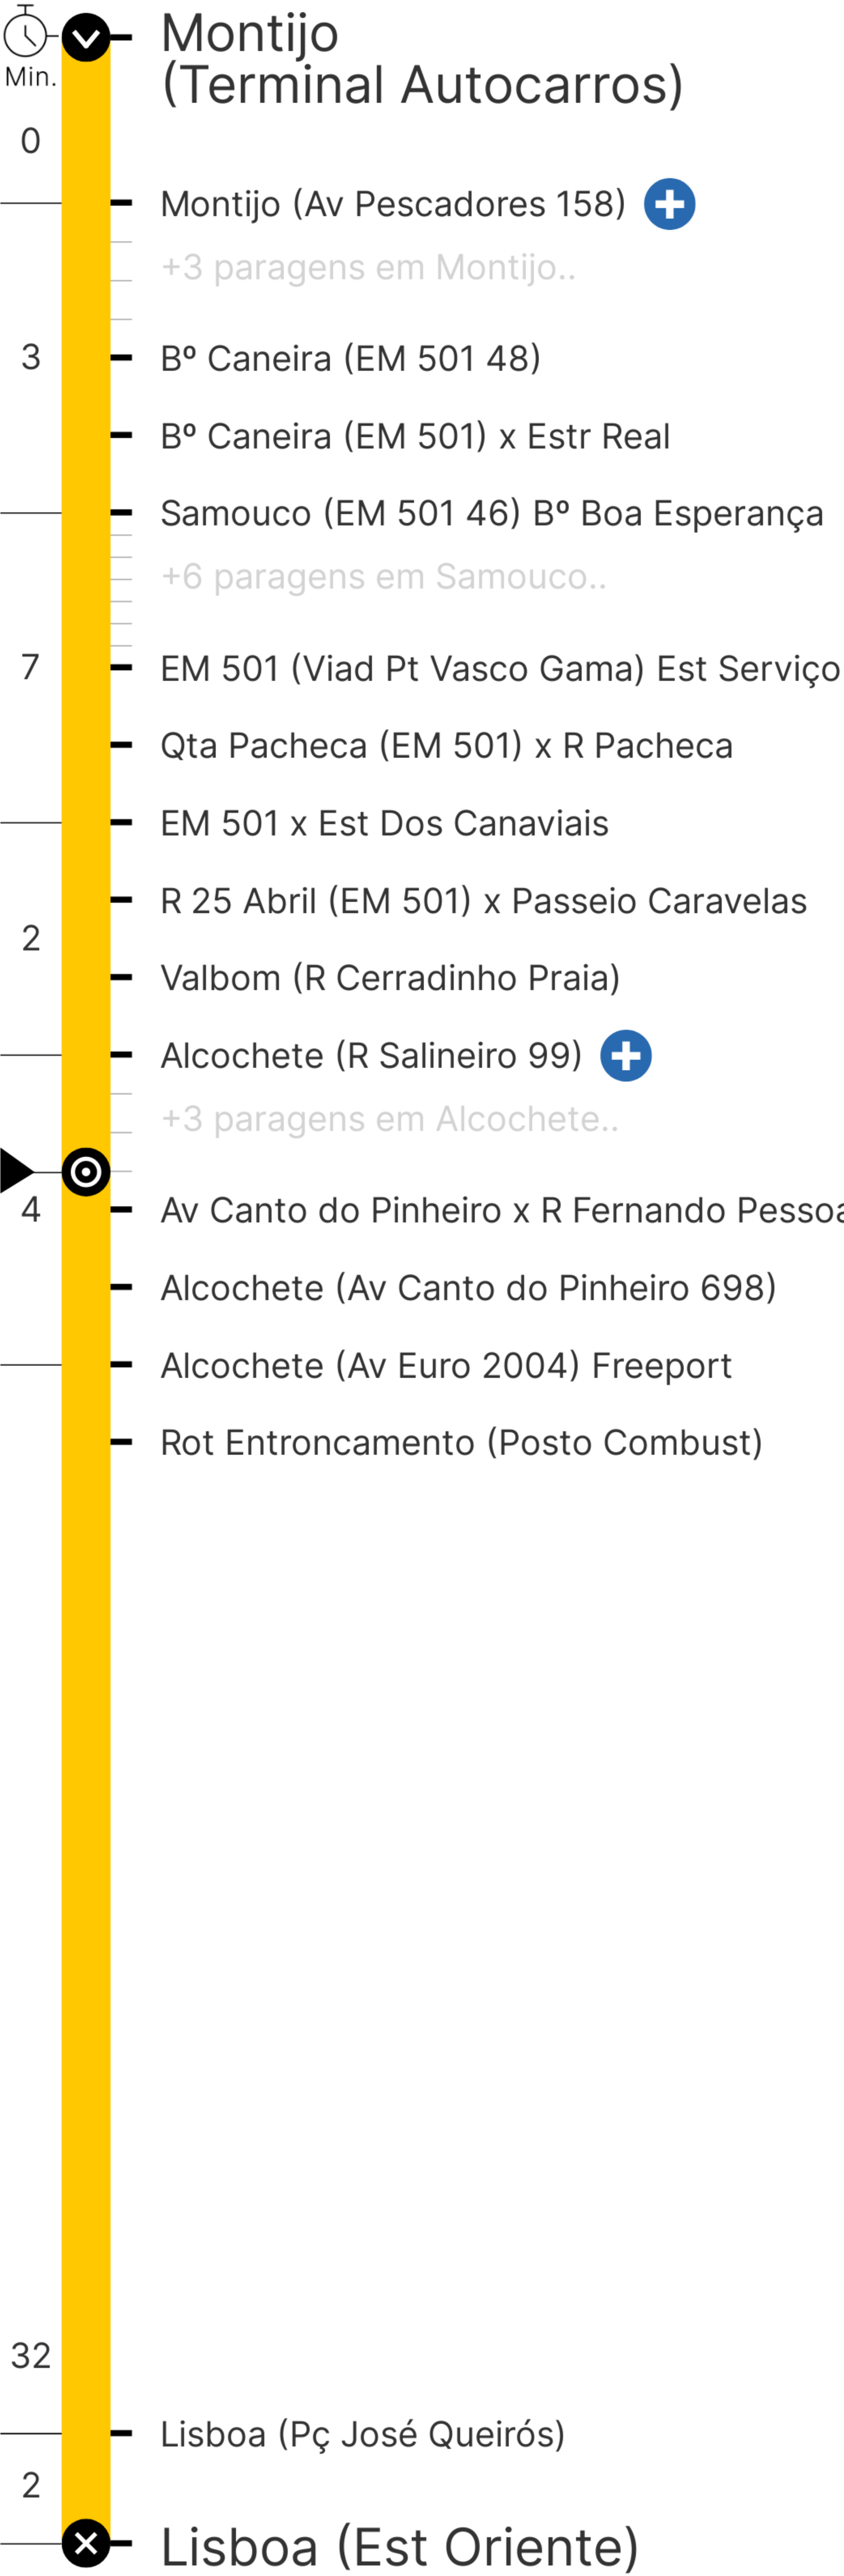 Montijo
(Terminal Autocarros)
Min.
0
Montijo (Av Pescadores 158)
+3 paragens em Montijo..
3
Bº Caneira (EM 501 48)
Bº Caneira (EM 501) x Estr Real
Samouco (EM 501 46) Bº Boa Esperança
+6 paragens em Samouco..
7
EM 501 (Viad Pt Vasco Gama) Est Serviço
Qta Pacheca (EM 501) x R Pacheca
EM 501 x Est Dos Canaviais
R 25 Abril (EM 501) x Passeio Caravelas
2
Valbom (R Cerradinho Praia)
Alcochete (R Salineiro 99)
+3 paragens em Alcochete..
4
Av Canto do Pinheiro x R Fernando Pessoa
Alcochete (Av Canto do Pinheiro 698)
Alcochete (Av Euro 2004) Freeport
Rot Entroncamento (Posto Combust)
32
Lisboa (Pç José Queirós)
2
Lisboa (Est Oriente)